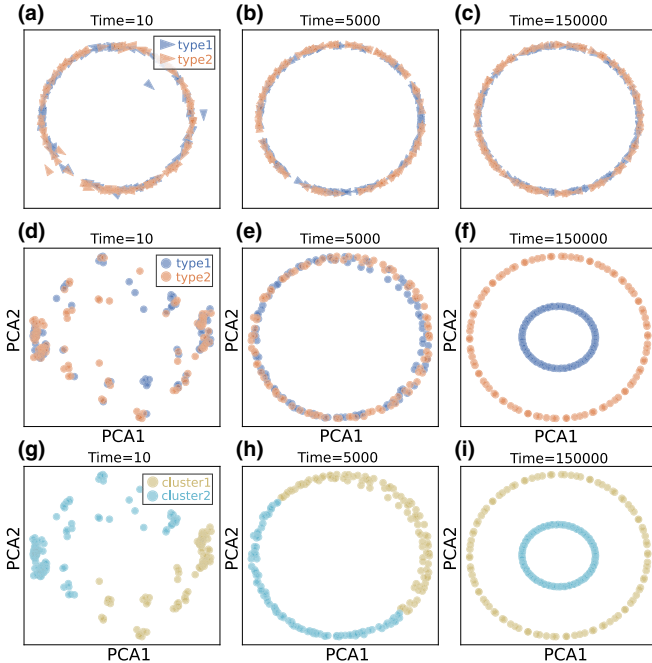 (a) Time=10
(b) Time=5000
(c) Time=150000
type1
type2
(d) Time=10
(e) Time=5000
(f) Time=150000
type1
type2
PCA2
PCA2
PCA2
PCA1
PCA1
PCA1
(g) Time=10
(h) Time=5000
(i) Time=150000
cluster1
cluster2
PCA2
PCA2
PCA2
PCA1
PCA1
PCA1